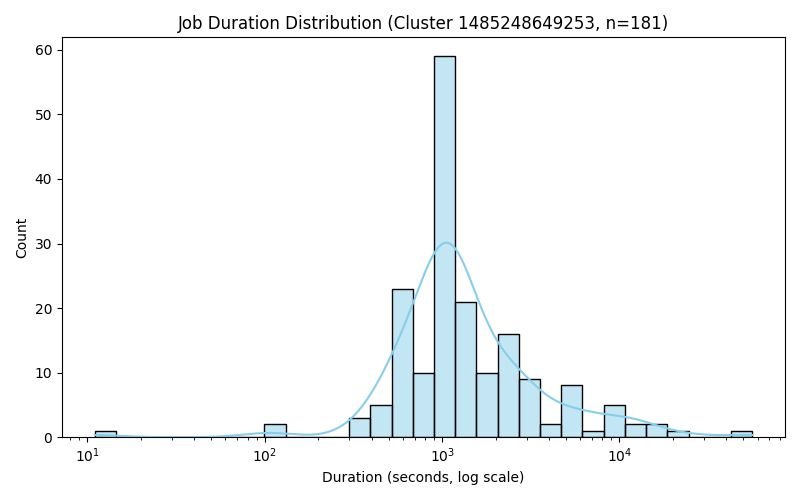 Job Duration Distribution (Cluster 1485248649253, n=181)
60
50
40
30
20
10
0
Count
10¹ 10² 10³ 10⁴
Duration (seconds, log scale)